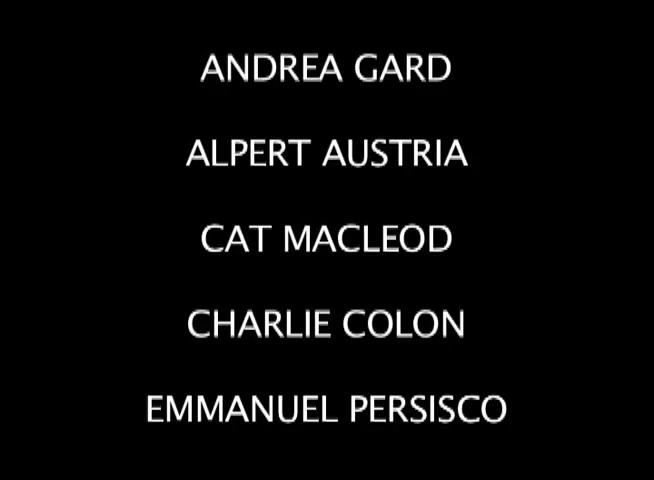 ANDREA GARD
ALPERT AUSTRIA
CAT MACLEOD
CHARLIE COLON
EMMANUEL PERSISCO